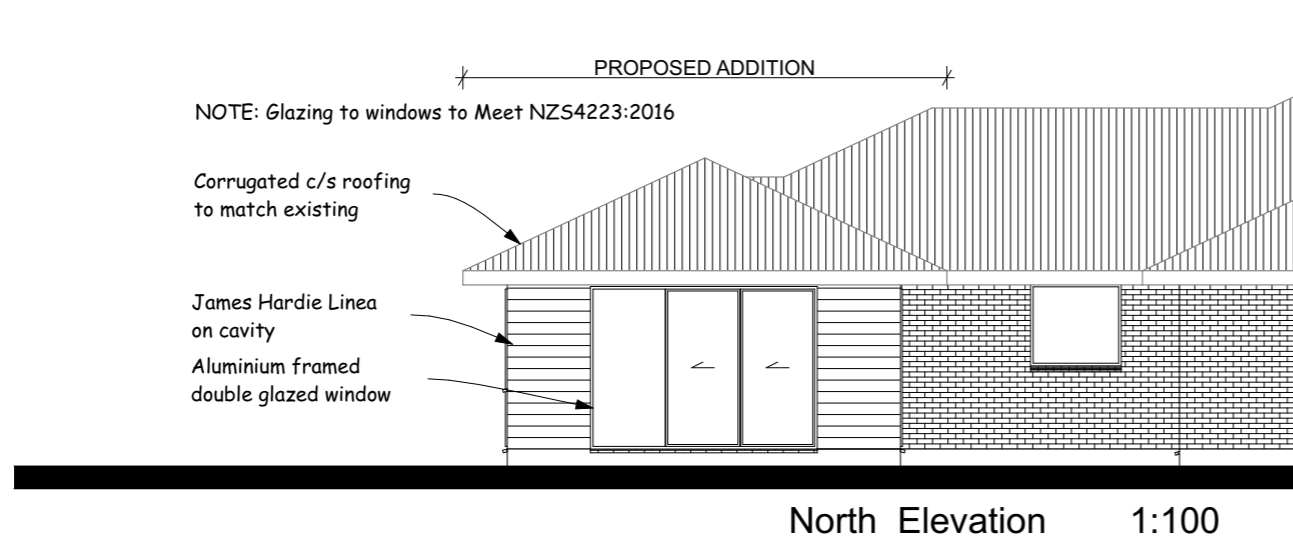 PROPOSED ADDITION
NOTE: Glazing to windows to Meet NZS4223:2016
Corrugated c/s roofing
to match existing
James Hardie Linea
on cavity
Aluminium framed
double glazed window
North Elevation 1:100